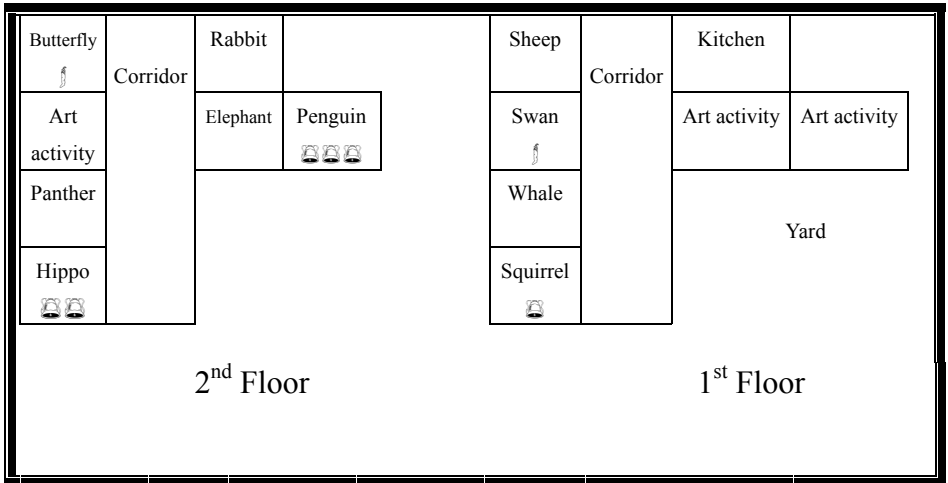 Butterfly
Corridor
Rabbit
Art
activity
Elephant
Penguin
Panther
Hippo
2nd Floor
Sheep
Corridor
Kitchen
Swan
Art activity
Art activity
Whale
Yard
Squirrel
1st Floor